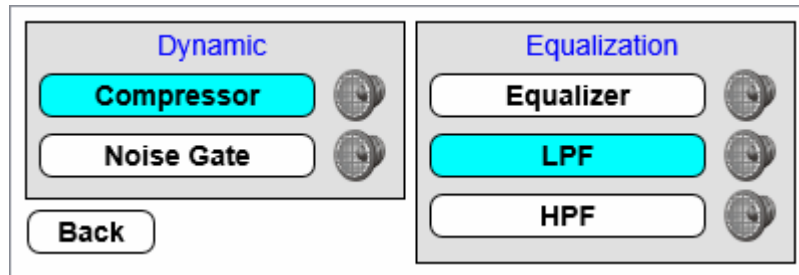 Dynamic
Compressor
Noise Gate
Back
Equalization
Equalizer
LPF
HPF